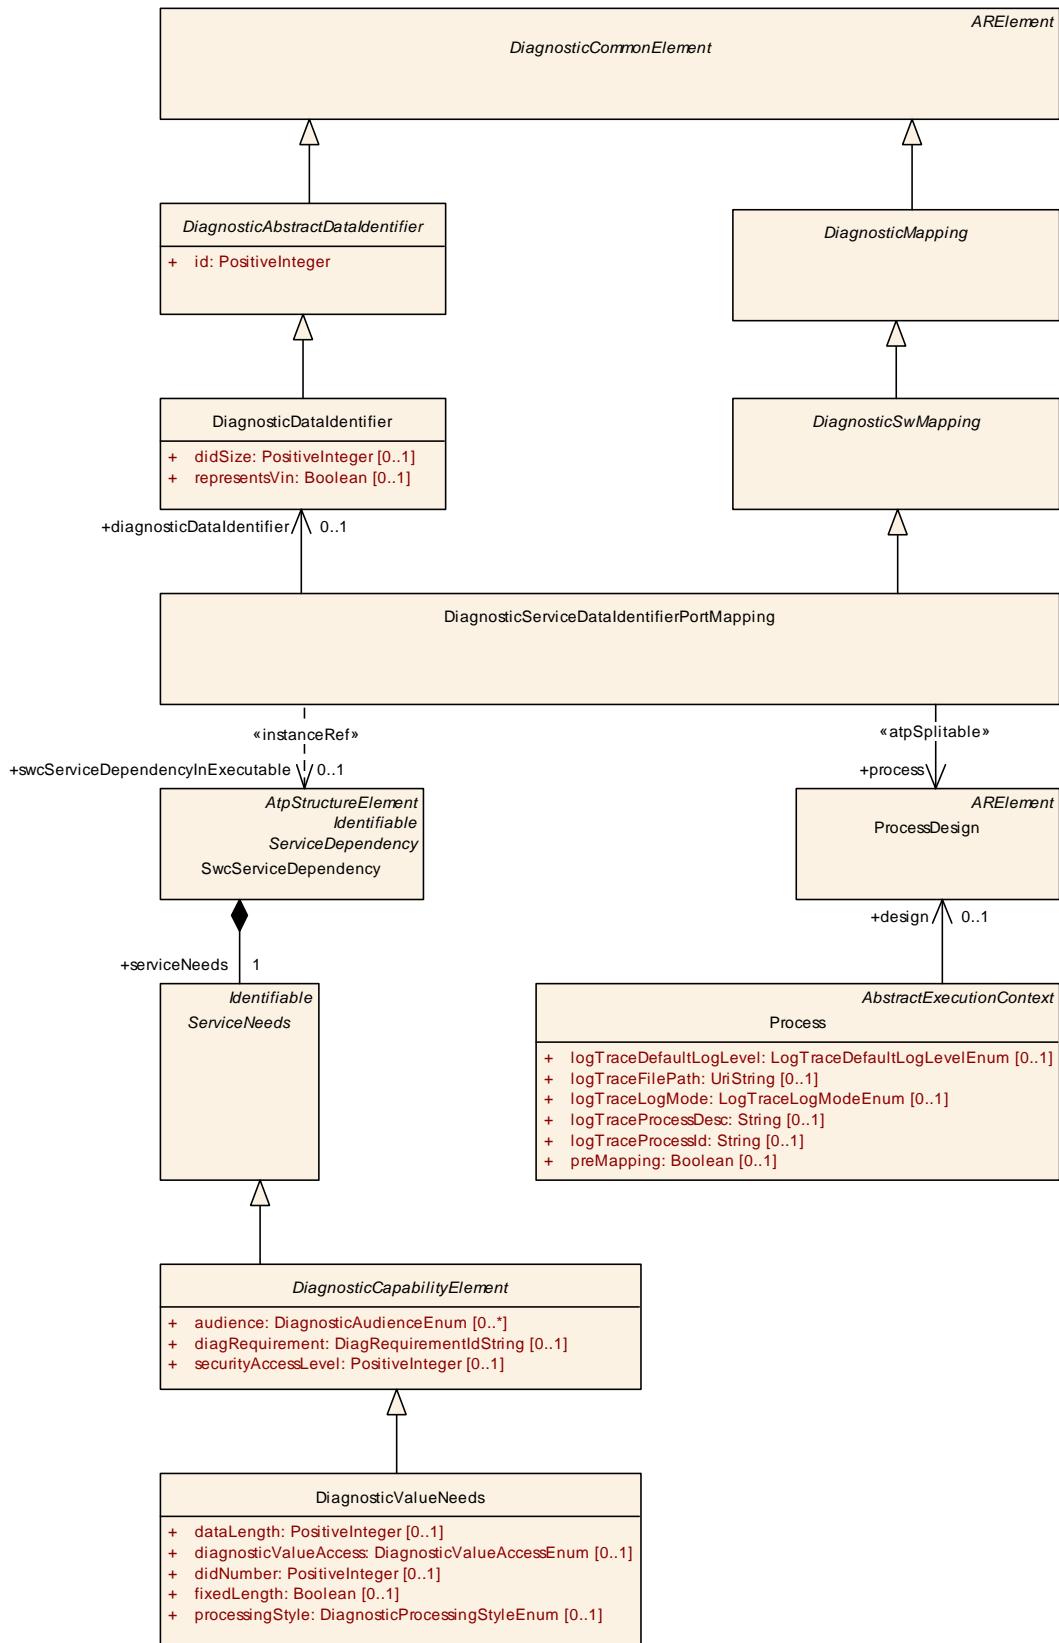 ARElement
DiagnosticCommonElement
DiagnosticAbstractDataIdentifier
+ id: PositiveInteger
DiagnosticMapping
DiagnosticDataIdentifier
+ didSize: PositiveInteger [0..1]
+ representsVin: Boolean [0..1]
DiagnosticSwMapping
+diagnosticDataIdentifier 0..1
DiagnosticServiceDataIdentifierPortMapping
«instanceRef»
«atpSplitable»
+swcServiceDependencyInExecutable 0..1
+process
AtpStructureElement
Identifiable
ServiceDependency
SwcServiceDependency
ARElement
ProcessDesign
+design 0..1
+serviceNeeds 1
Identifiable
ServiceNeeds
AbstractExecutionContext
Process
+ logTraceDefaultLogLevel: LogTraceDefaultLogLevelEnum [0..1]
+ logTraceFilePath: UriString [0..1]
+ logTraceLogMode: LogTraceLogModeEnum [0..1]
+ logTraceProcessDesc: String [0..1]
+ logTraceProcessId: String [0..1]
+ preMapping: Boolean [0..1]
DiagnosticCapabilityElement
+ audience: DiagnosticAudienceEnum [0..*]
+ diagRequirement: DiagRequirementIdString [0..1]
+ securityAccessLevel: PositiveInteger [0..1]
DiagnosticValueNeeds
+ dataLength: PositiveInteger [0..1]
+ diagnosticValueAccess: DiagnosticValueAccessEnum [0..1]
+ didNumber: PositiveInteger [0..1]
+ fixedLength: Boolean [0..1]
+ processingStyle: DiagnosticProcessingStyleEnum [0..1]